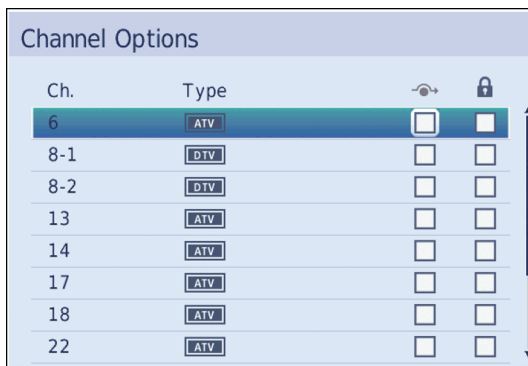 Channel Options
Ch. Type
6 ATV
8-1 DTV
8-2 DTV
13 ATV
14 ATV
17 ATV
18 ATV
22 ATV